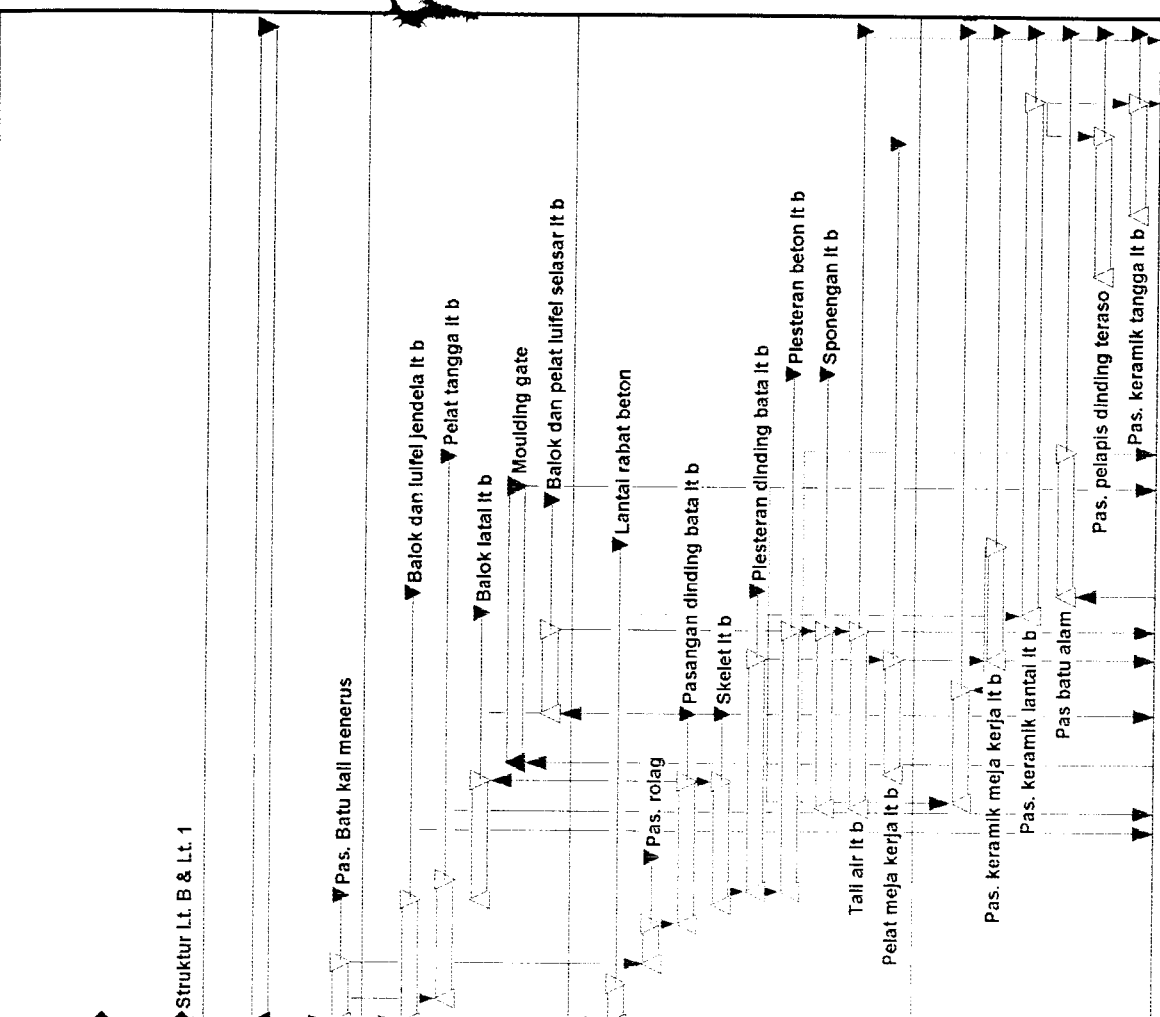 Struktur Lt. B & Lt. 1
Pas. Batu kali menerus
Balok dan luifel jendela lt b
Pelat tangga lt b
Balok latai lt b
Moulding gate
Balok dan pelat luifel selasar lt b
Lantai rabat beton
Pas. rolag
Pasangan dinding bata lt b
Skelet lt b
Plesteran dinding bata lt b
Plesteran beton lt b
Sponengan lt b
Tali air lt b
Pelat meja kerja lt b
Pas. keramik meja kerja lt b
Pas. keramik lantai lt b
Pas batu alam
Pas. pelapis dinding teraso
Pas. keramik tangga lt b